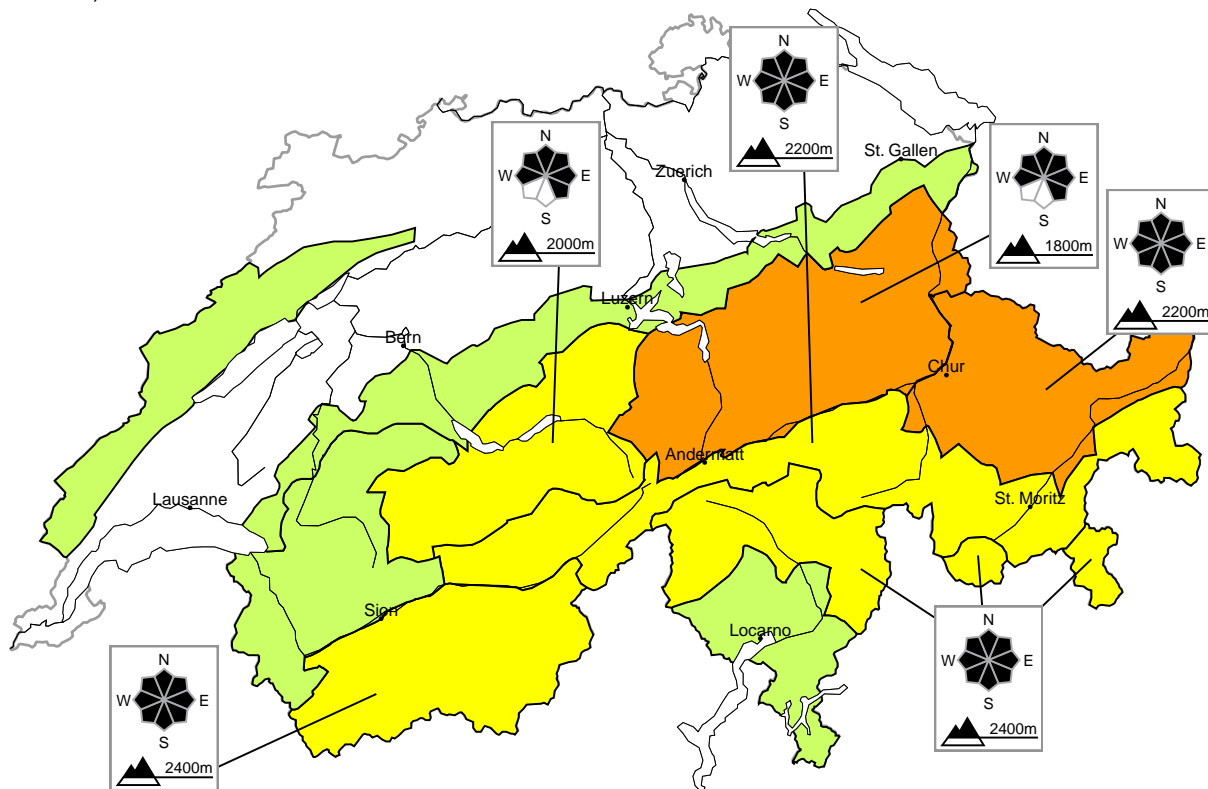 N
W E
S
2200m
N
W E
S
2000m
N
W E
S
1800m
N
W E
S
2200m
St. Gallen
Zuerich
Luzern
Bern
Chur
Andermatt
Lausanne
St. Moritz
Sion
Locarno
N
W E
S
2400m
N
W E
S
2400m